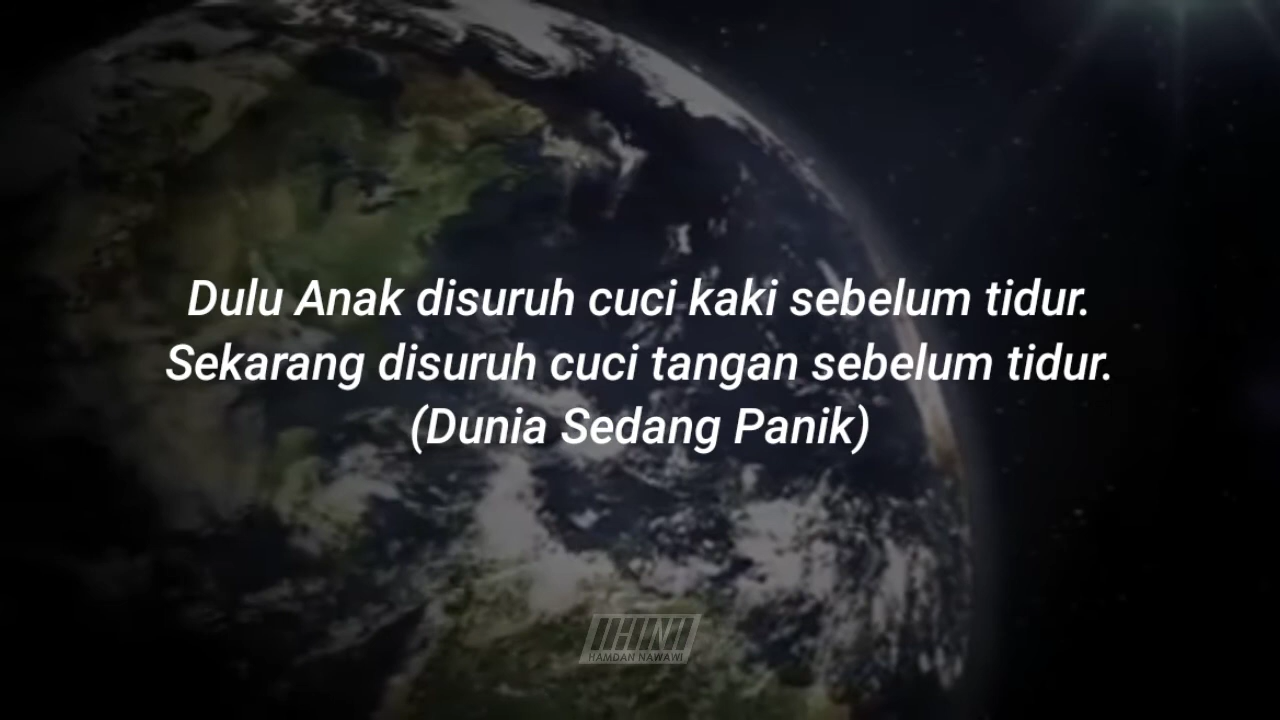 Dulu Anak disuruh cuci kaki sebelum tidur.
Sekarang disuruh cuci tangan sebelum tidur.
(Dunia Sedang Panik)
HAMDAN NAWAWI